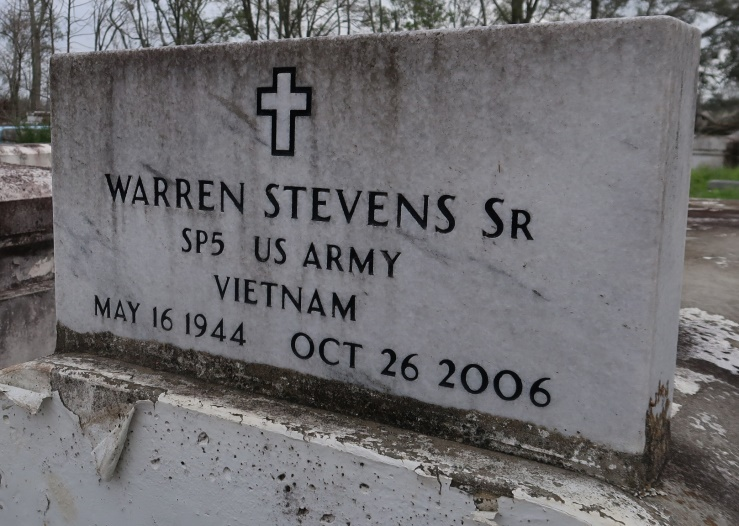 WARREN STEVENS SR
SP5 US ARMY
VIETNAM
MAY 16 1944 OCT 26 2006